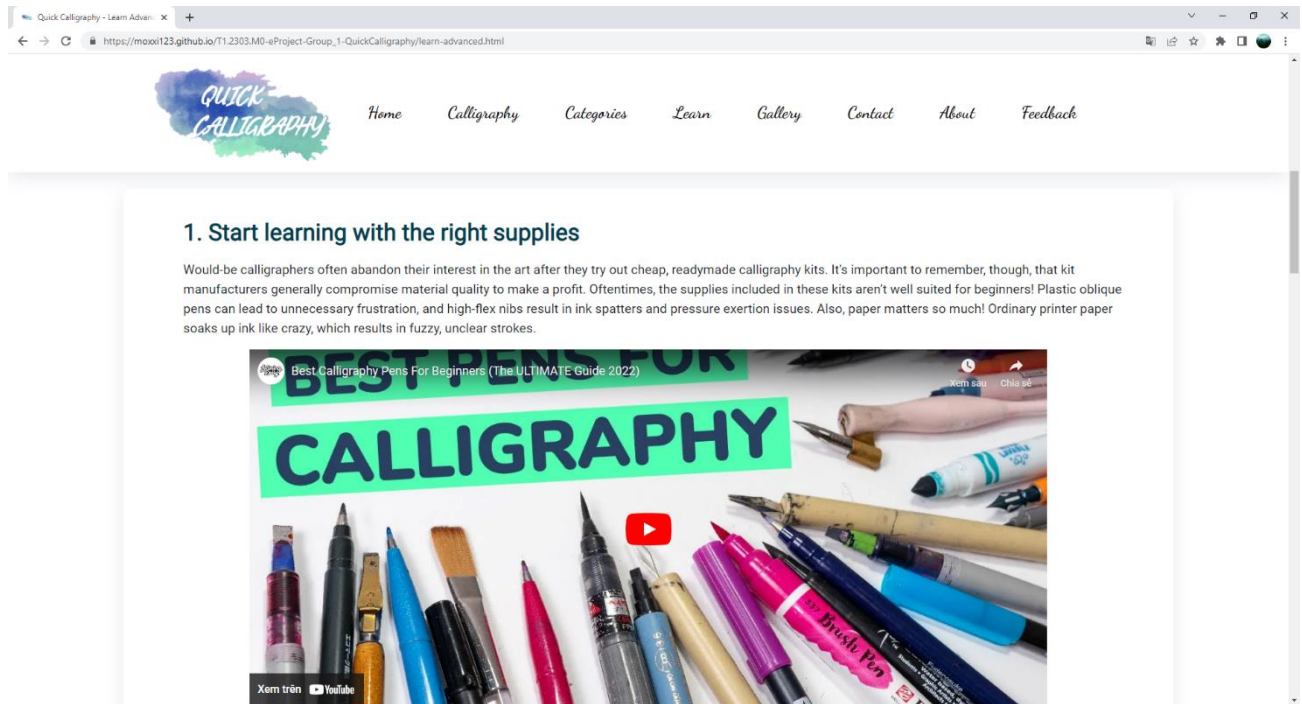 Quick Calligraphy - Learn Advan
https://moxxi123.github.io/T1.2303.M0-eProject-Group_1-QuickCalligraphy/learn-advanced.html
QUICK
CALLIGRAPHY
Home Calligraphy Categories Learn Gallery Contact About Feedback
1. Start learning with the right supplies
Would-be calligraphers often abandon their interest in the art after they try out cheap, readymade calligraphy kits. It's important to remember, though, that kit
manufacturers generally compromise material quality to make a profit. Oftentimes, the supplies included in these kits aren't well suited for beginners! Plastic oblique
pens can lead to unnecessary frustration, and high-flex nibs result in ink spatters and pressure exertion issues. Also, paper matters so much! Ordinary printer paper
soaks up ink like crazy, which results in fuzzy, unclear strokes.
Best Calligraphy Pens For Beginners (The ULTIMATE Guide 2022)
Xem sau Chia sẻ
BEST PENS FOR
CALLIGRAPHY
237 Brush Pen
Xem trên YouTube